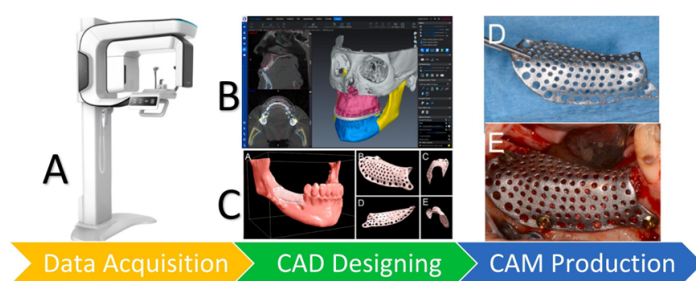 A
B
C
A
B
C
D
E
D
E
Data Acquisition
CAD Designing
CAM Production